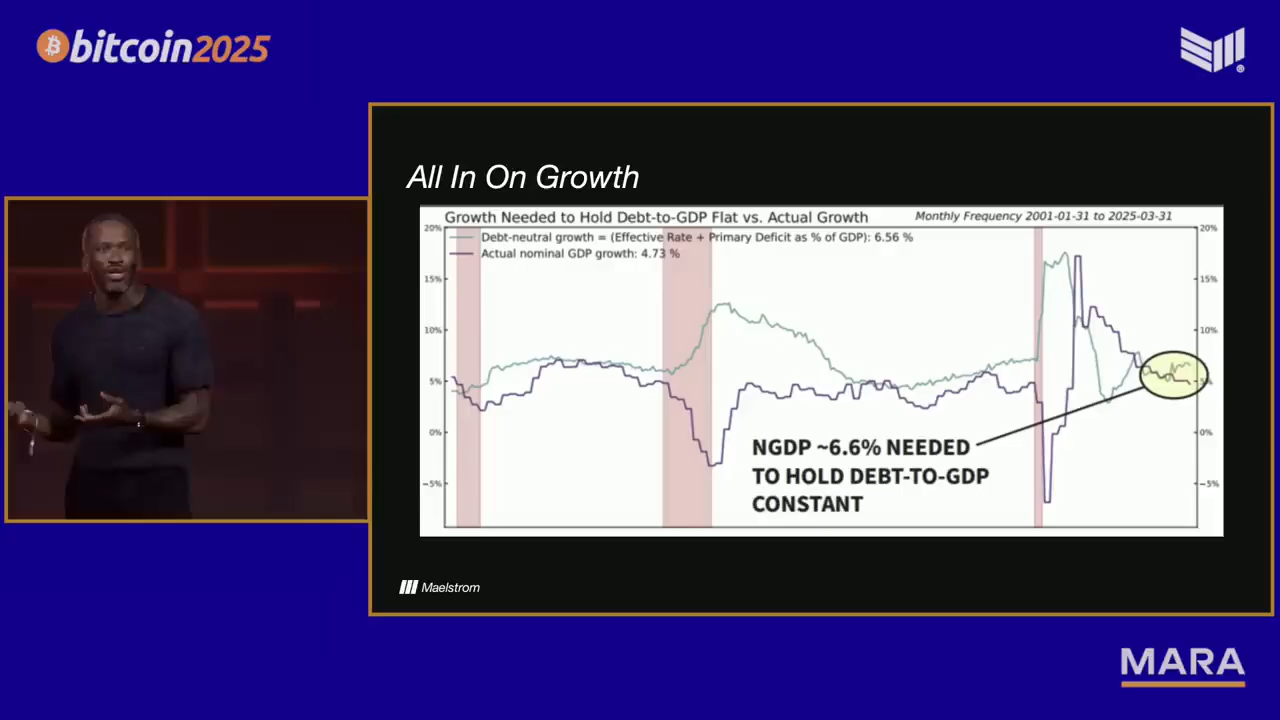 bitcoin2025
All In On Growth
Growth Needed to Hold Debt-to-GDP Flat vs. Actual Growth
Monthly Frequency 2001-01-31 to 2025-03-31
Debt-neutral growth = (Effective Rate + Primary Deficit as % of GDP): 6.56 %
Actual nominal GDP growth: 4.73 %
20% 20%
15% 15%
10% 10%
5% 5
0% 0%
−5% −5%
NGDP ~6.6% NEEDED
TO HOLD DEBT-TO-GDP
CONSTANT
Maelstrom
MARA